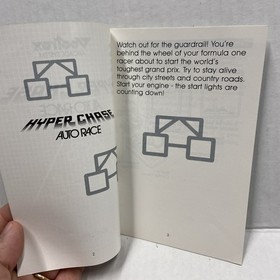 HYPER CHASE
AUTO RACE
Watch out for the guardrail! You're
behind the wheel of your formula one
racer about to start the world's
toughest grand prix. Try to stay alive
through city streets and country roads.
Start your engine - the start lights are
counting down!